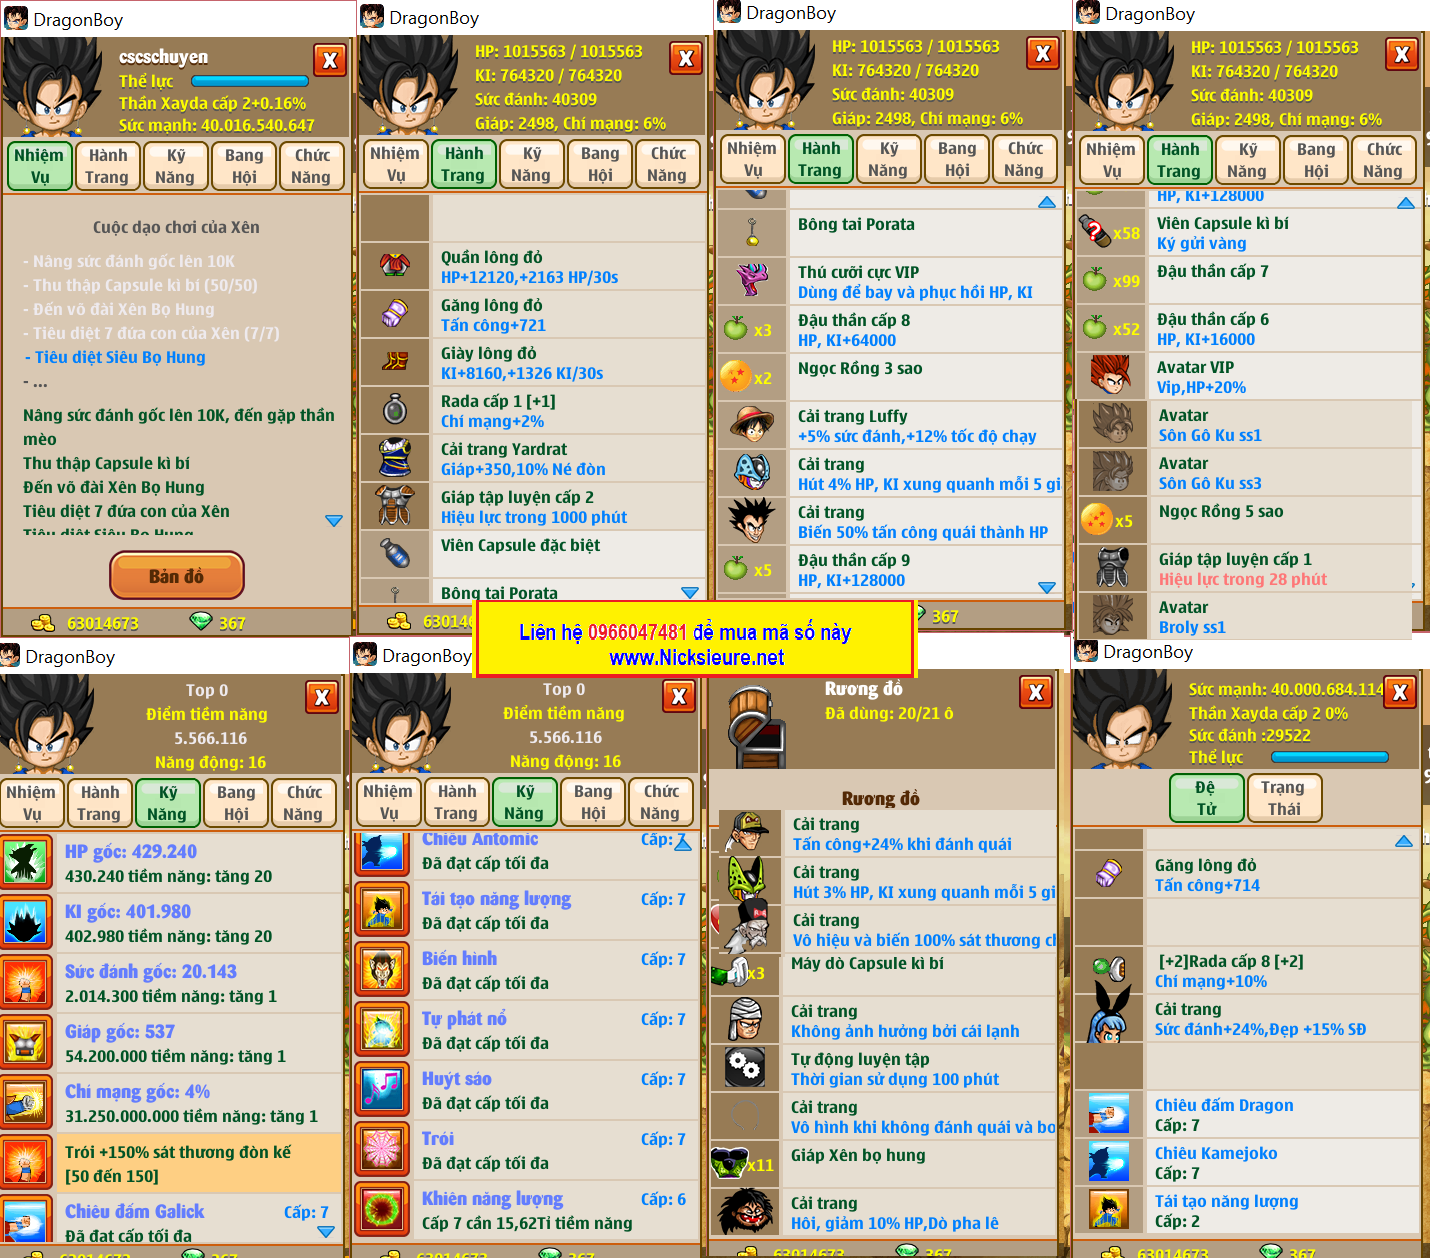 DragonBoy
cscschuyen
Thể lực
Thần Xayda cấp 2+0.16%
Sức mạnh: 40.016.540.647
X
Nhiệm Vụ
Hành Trang
Kỹ Năng
Bang Hội
Chức Năng
Cuộc dạo chơi của Xên
- Nâng sức đánh gốc lên 10K
- Thu thập Capsule kì bí (50/50)
- Đến võ đài Xên Bọ Hung
- Tiêu diệt 7 đứa con của Xên (7/7)
- Tiêu diệt Siêu Bọ Hung
- ...
Nâng sức đánh gốc lên 10K, đến gặp thần
mèo
Thu thập Capsule kì bí
Đến võ đài Xên Bọ Hung
Tiêu diệt 7 đứa con của Xên
Tiêu diệt Siêu Bọ Hung
Bản đồ
63014673 367
DragonBoy
HP: 1015563 / 1015563
KI: 764320 / 764320
Sức đánh: 40309
Giáp: 2498, Chí mạng: 6%
X
Nhiệm Vụ
Hành Trang
Kỹ Năng
Bang Hội
Chức Năng
Quần lông đỏ
HP+12120,+2163 HP/30s
Găng lông đỏ
Tấn công+721
Giày lông đỏ
KI+8160,+1326 KI/30s
Rada cấp 1 [+1]
Chí mạng+2%
Cải trang Yardrat
Giáp+350,10% Né đòn
Giáp tập luyện cấp 2
Hiệu lực trong 1000 phút
Viên Capsule đặc biệt
Bông tai Porata
DragonBoy
HP: 1015563 / 1015563
KI: 764320 / 764320
Sức đánh: 40309
Giáp: 2498, Chí mạng: 6%
X
Nhiệm Vụ
Hành Trang
Kỹ Năng
Bang Hội
Chức Năng
Bông tai Porata
Thú cưỡi cực VIP
Dùng để bay và phục hồi HP, KI
x3
Đậu thần cấp 8
HP, KI+64000
x2
Ngọc Rồng 3 sao
Cải trang Luffy
+5% sức đánh,+12% tốc độ chạy
Cải trang
Hút 4% HP, KI xung quanh mỗi 5 gi
Cải trang
Biến 50% tấn công quái thành HP
x5
Đậu thần cấp 9
HP, KI+128000
367
DragonBoy
HP: 1015563 / 1015563
KI: 764320 / 764320
Sức đánh: 40309
Giáp: 2498, Chí mạng: 6%
X
Nhiệm Vụ
Hành Trang
Kỹ Năng
Bang Hội
Chức Năng
HP, KI+128000
x58
Viên Capsule kì bí
Ký gửi vàng
x99
Đậu thần cấp 7
x52
Đậu thần cấp 6
HP, KI+16000
Avatar VIP
Vip,HP+20%
Avatar
Sôn Gô Ku ss1
Avatar
Sôn Gô Ku ss3
x5
Ngọc Rồng 5 sao
Giáp tập luyện cấp 1
Hiệu lực trong 28 phút
Avatar
Broly ss1
Liên hệ 0966047481 để mua mã số này
www.Nicksieure.net
DragonBoy
Top 0
Điểm tiềm năng
5.566.116
Năng động: 16
X
Nhiệm Vụ
Hành Trang
Kỹ Năng
Bang Hội
Chức Năng
HP gốc: 429.240
430.240 tiềm năng: tăng 20
KI gốc: 401.980
402.980 tiềm năng: tăng 20
Sức đánh gốc: 20.143
2.014.300 tiềm năng: tăng 1
Giáp gốc: 537
54.200.000 tiềm năng: tăng 1
Chí mạng gốc: 4%
31.250.000.000 tiềm năng: tăng 1
Trói +150% sát thương đòn kế
[50 đến 150]
Chiêu đấm Galick Cấp: 7
Đã đạt cấp tối đa
63014673 367
DragonBoy
Top 0
Điểm tiềm năng
5.566.116
Năng động: 16
X
Nhiệm Vụ
Hành Trang
Kỹ Năng
Bang Hội
Chức Năng
Chiêu Antomic Cấp: 7
Đã đạt cấp tối đa
Tái tạo năng lượng Cấp: 7
Đã đạt cấp tối đa
Biến hình Cấp: 7
Đã đạt cấp tối đa
Tự phát nổ Cấp: 7
Đã đạt cấp tối đa
Huýt sáo Cấp: 7
Đã đạt cấp tối đa
Trói Cấp: 7
Đã đạt cấp tối đa
Khiên năng lượng Cấp: 6
Cấp 7 cần 15,62Tỉ tiềm năng
63014673 367
Rương đồ
Đã dùng: 20/21 ô
X
Rương đồ
Cải trang
Tấn công+24% khi đánh quái
Cải trang
Hút 3% HP, KI xung quanh mỗi 5 gi
Cải trang
Vô hiệu và biến 100% sát thương ch
x3
Máy dò Capsule kì bí
Cải trang
Không ảnh hưởng bởi cái lạnh
Tự động luyện tập
Thời gian sử dụng 100 phút
Cải trang
Vô hình khi không đánh quái và bo
x11
Giáp Xên bọ hung
Cải trang
Hôi, giảm 10% HP,Dò pha lê
63014673 367
DragonBoy
Sức mạnh: 40.000.684.114
Thần Xayda cấp 2 0%
Sức đánh :29522
Thể lực
X
Đệ Tử
Trạng Thái
Găng lông đỏ
Tấn công+714
[+2]Rada cấp 8 [+2]
Chí mạng+10%
Cải trang
Sức đánh+24%,Đẹp +15% SĐ
Chiêu đấm Dragon
Cấp: 7
Chiêu Kamejoko
Cấp: 7
Tái tạo năng lượng
Cấp: 2
63014673 367